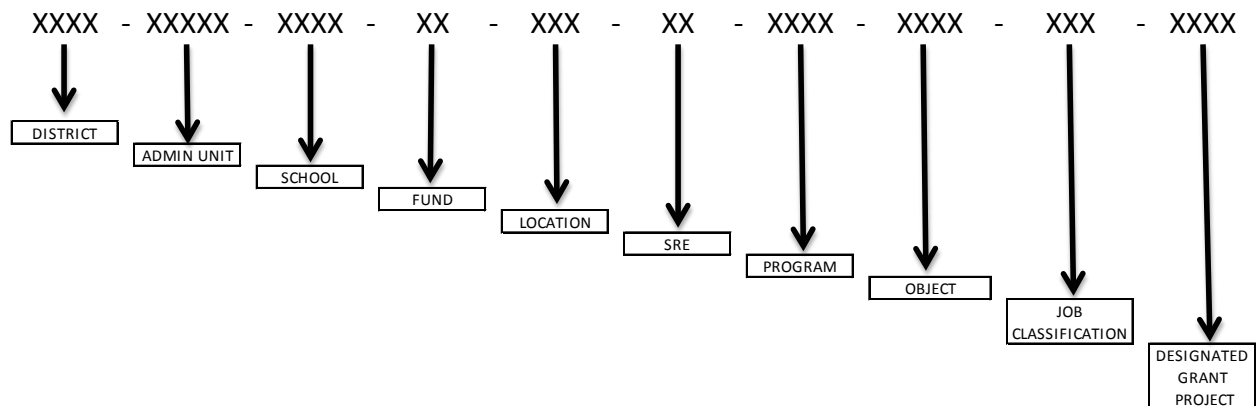 XXXX - XXXXX - XXXX - XX - XXX - XX - XXXX - XXXX - XXX - XXXX
DISTRICT
ADMIN UNIT
SCHOOL
FUND
LOCATION
SRE
PROGRAM
OBJECT
JOB
CLASSIFICATION
DESIGNATED
GRANT
PROJECT